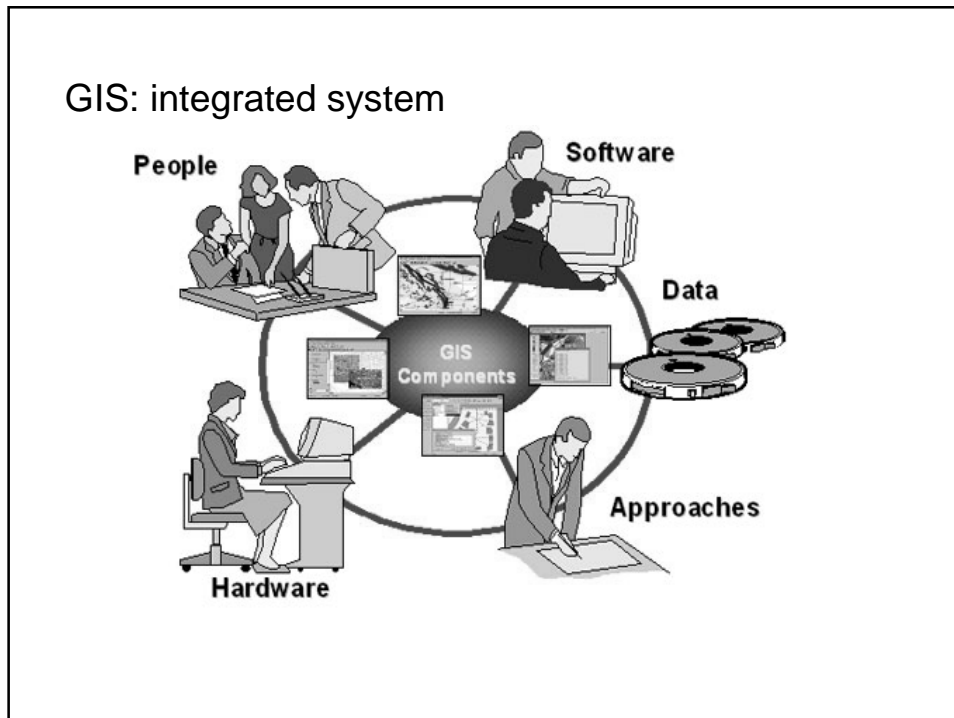 GIS: integrated system
People
Software
Data
GIS
Components
Approaches
Hardware